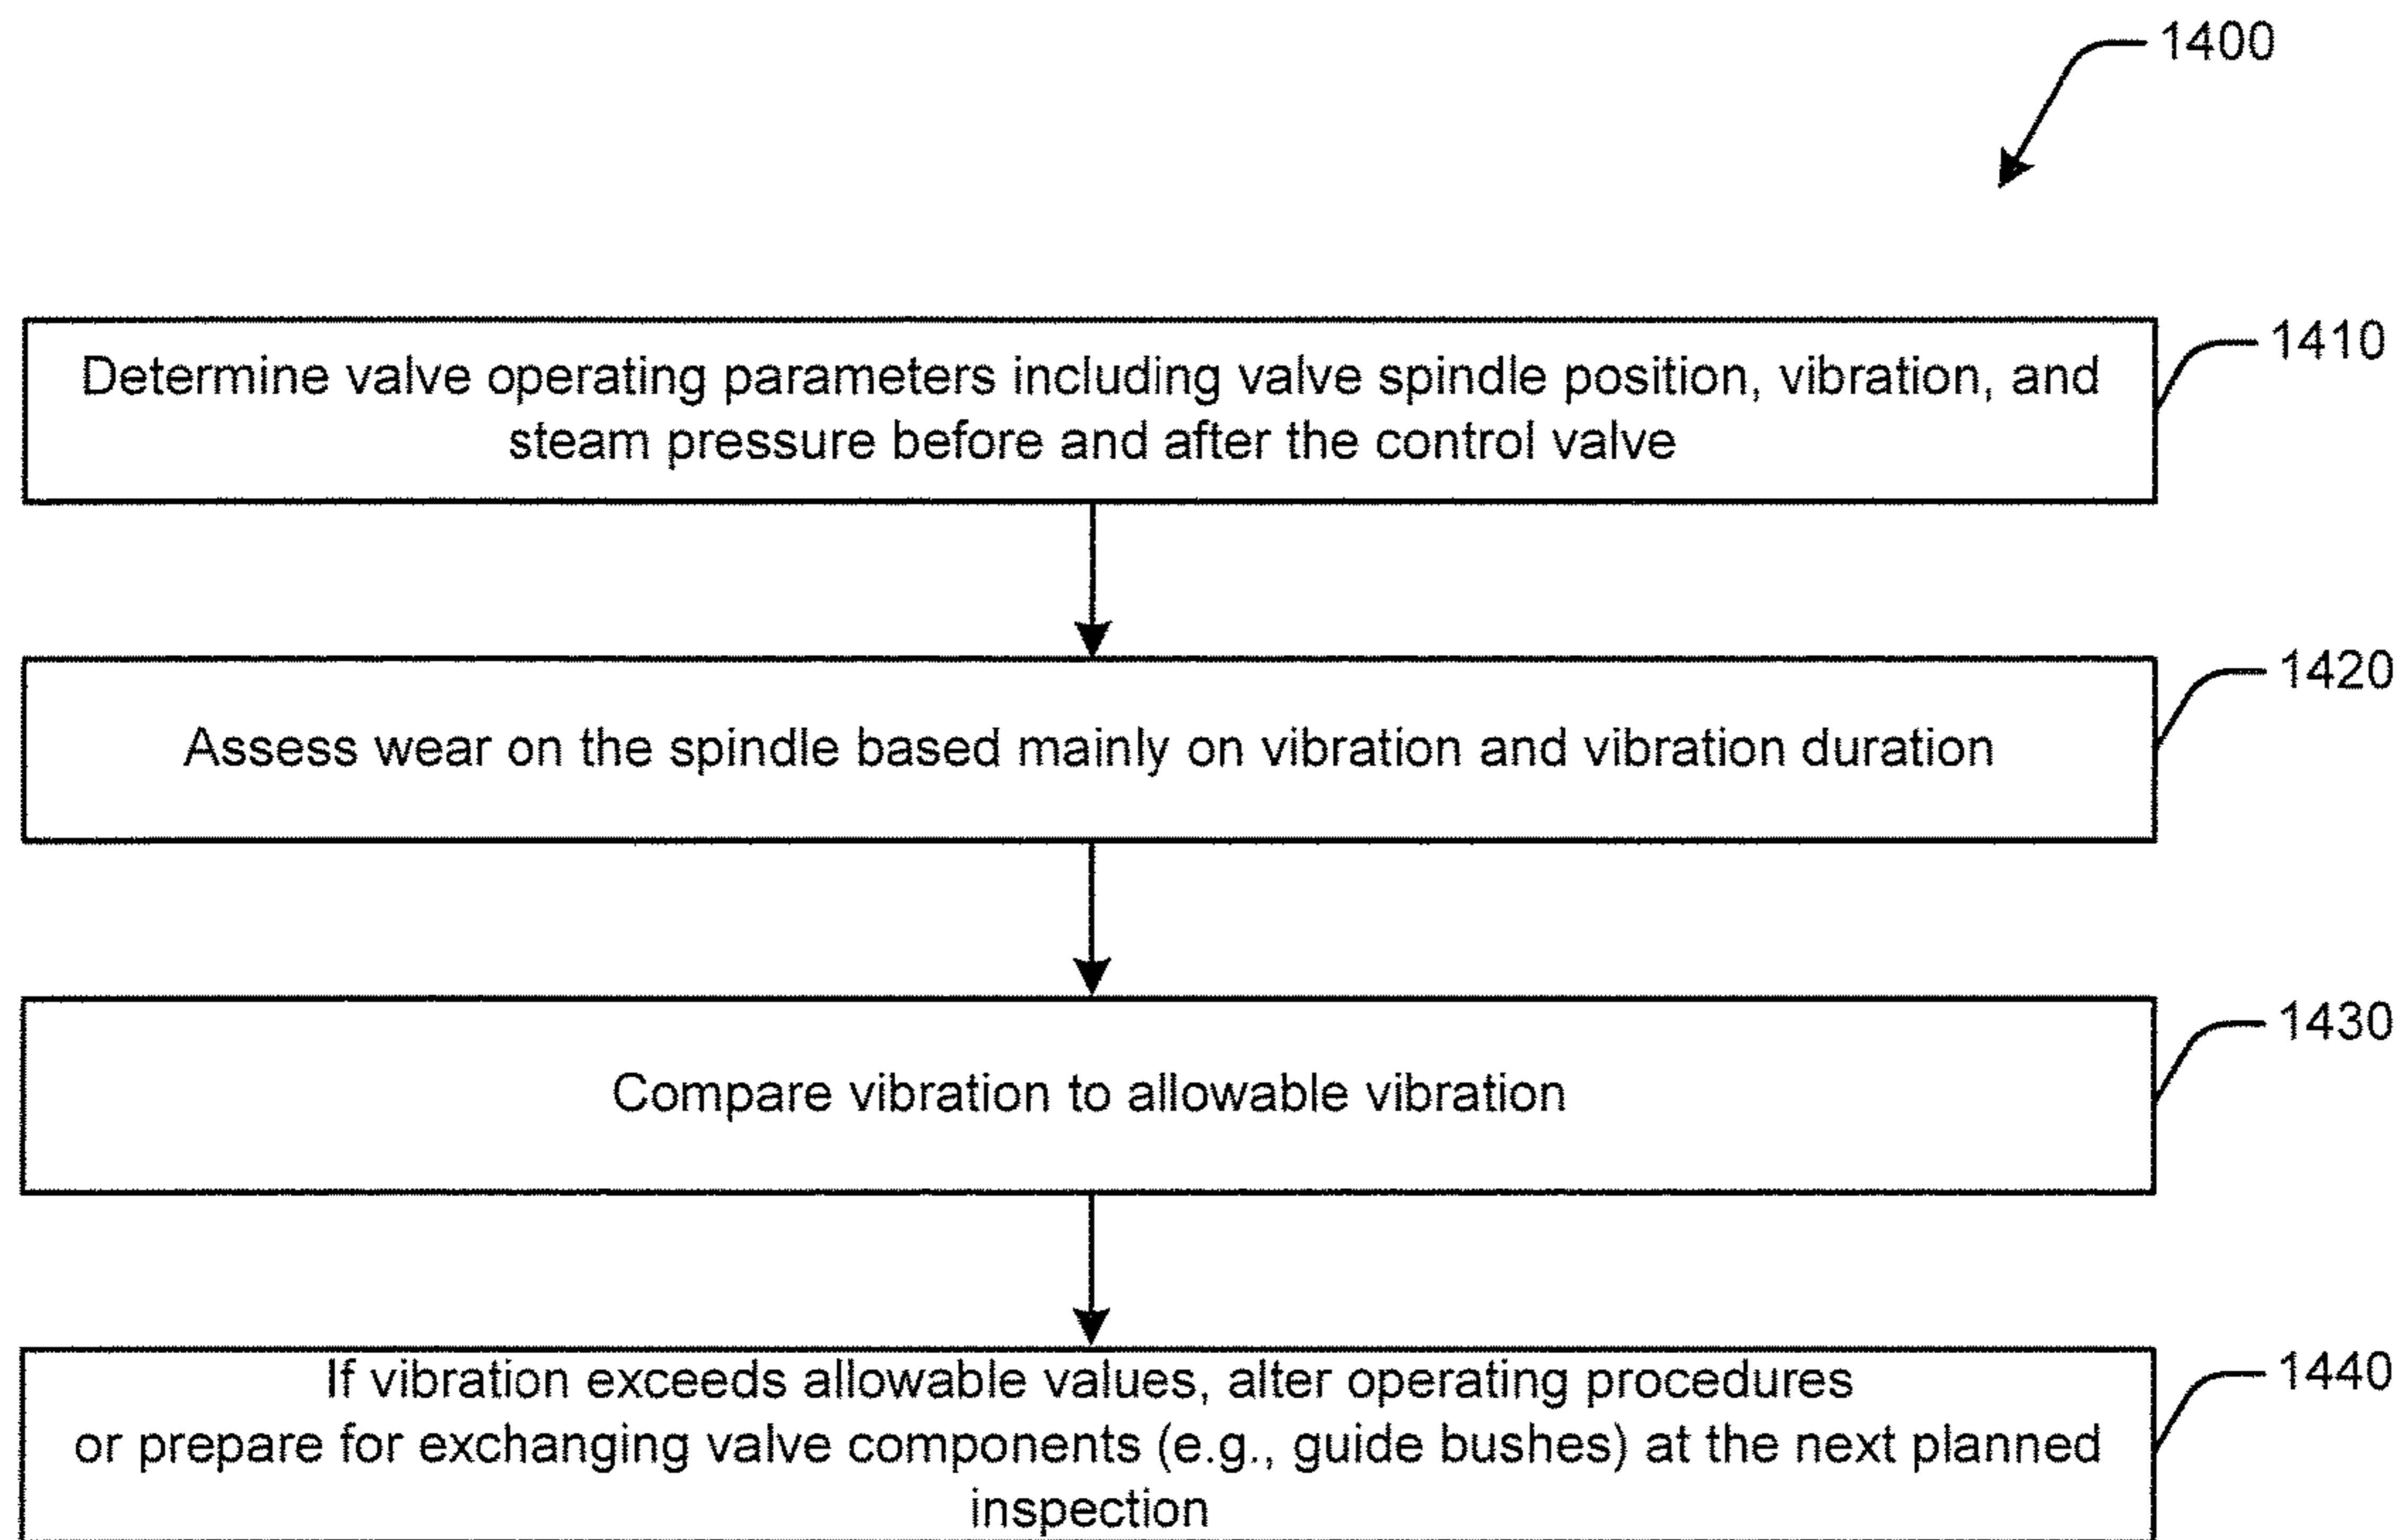 1400
1410
Determine valve operating parameters including valve spindle position, vibration, and
steam pressure before and after the control valve
1420
Assess wear on the spindle based mainly on vibration and vibration duration
1430
Compare vibration to allowable vibration
1440
If vibration exceeds allowable values, alter operating procedures
or prepare for exchanging valve components (e.g., guide bushes) at the next planned
inspection